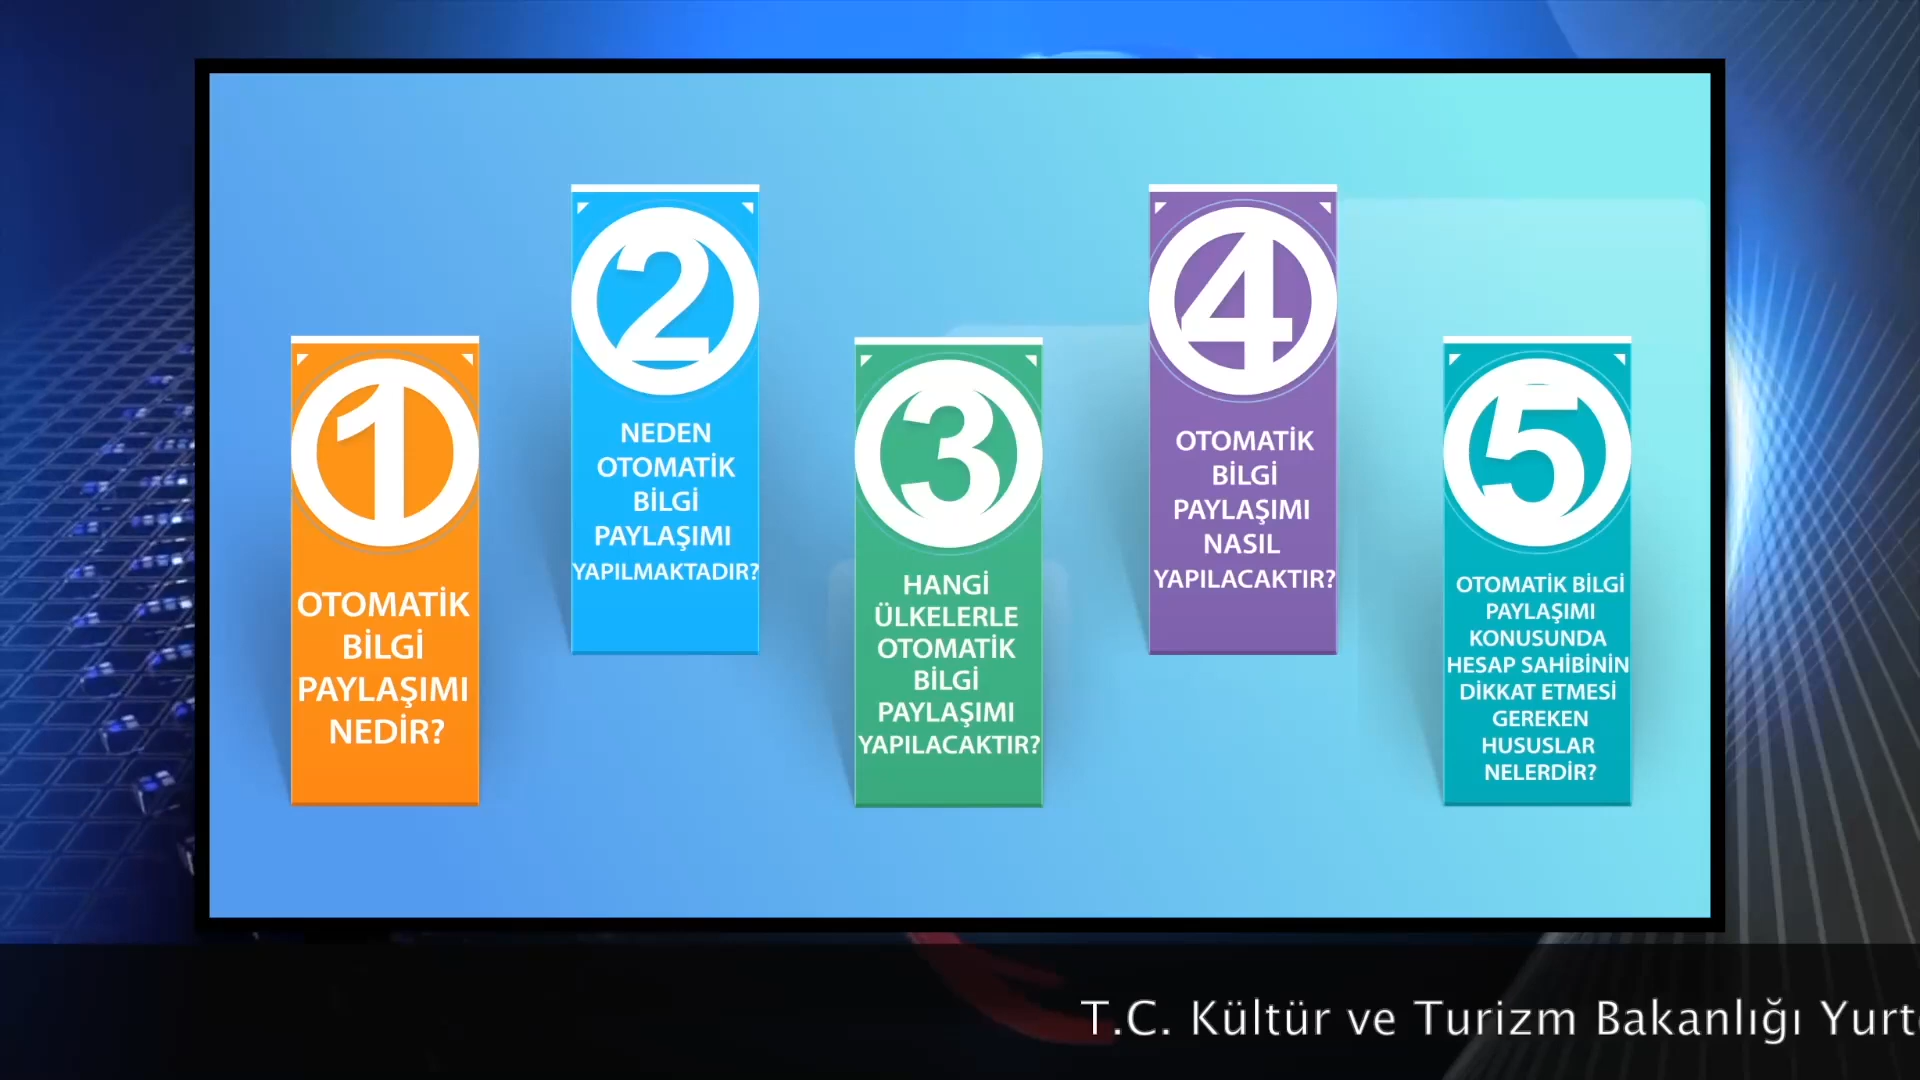 1
OTOMATİK
BİLGİ
PAYLAŞIMI
NEDİR?
2
NEDEN
OTOMATİK
BİLGİ
PAYLAŞIMI
YAPILMAKTADIR?
3
HANGİ
ÜLKELERLE
OTOMATİK
BİLGİ
PAYLAŞIMI
YAPILACAKTIR?
4
OTOMATİK
BİLGİ
PAYLAŞIMI
NASIL
YAPILACAKTIR?
5
OTOMATİK BİLGİ
PAYLAŞIMI
KONUSUNDA
HESAP SAHİBİNİN
DİKKAT ETMESİ
GEREKEN
HUSUSLAR
NELERDİR?
T.C. Kültür ve Turizm Bakanlığı